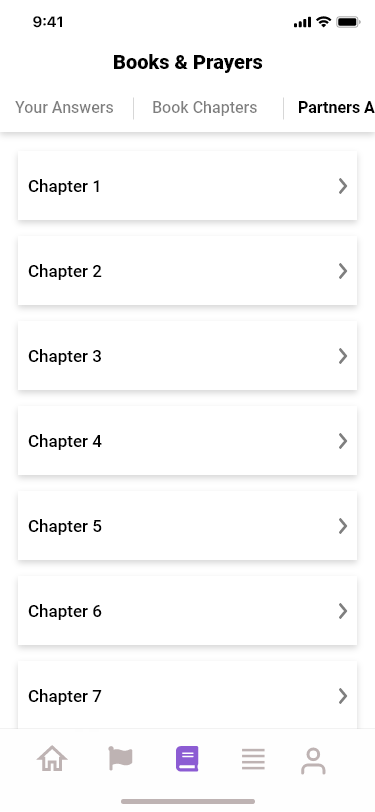 9:41
Books & Prayers
Your Answers Book Chapters Partners A
Chapter 1
Chapter 2
Chapter 3
Chapter 4
Chapter 5
Chapter 6
Chapter 7